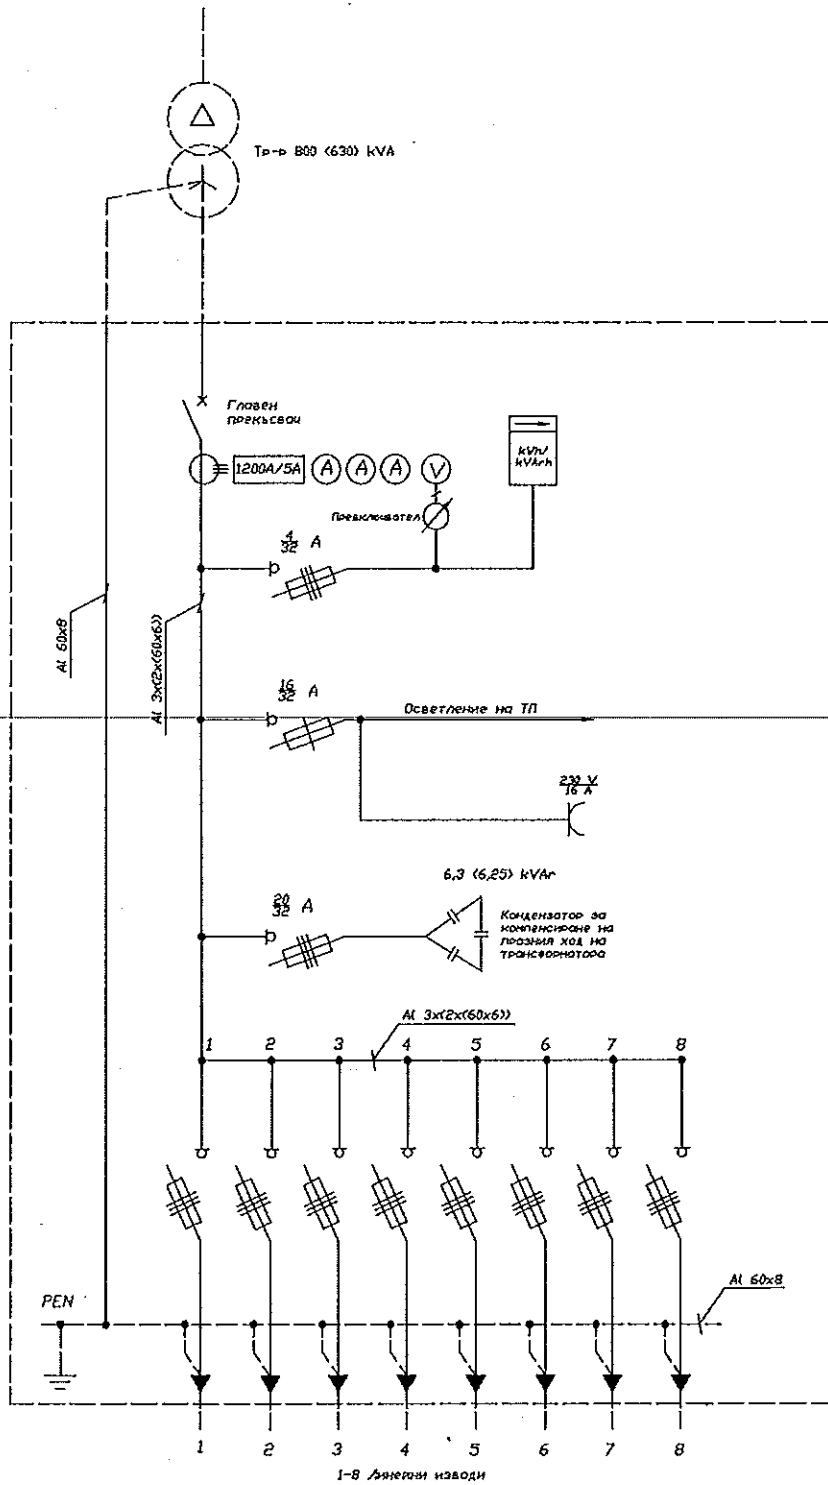 Тр-р 800 (630) kVA
Главен
прекъсвач
1200A/5A
A
A
A
V
kWh/
kVArh
Превключвател
4
32 A
Al 60x8
Al 3x(2x(60x6))
16
32 A
Осветление на ТП
230 V
16 A
6,3 (6,25) kVAr
20
32 A
Кондензатор за
компенсиране на
празния ход на
трансформатора
Al 3x(2x(60x6))
1 2 3 4 5 6 7 8
Al 60x8
PEN
1 2 3 4 5 6 7 8
1-8 Линейни изводи